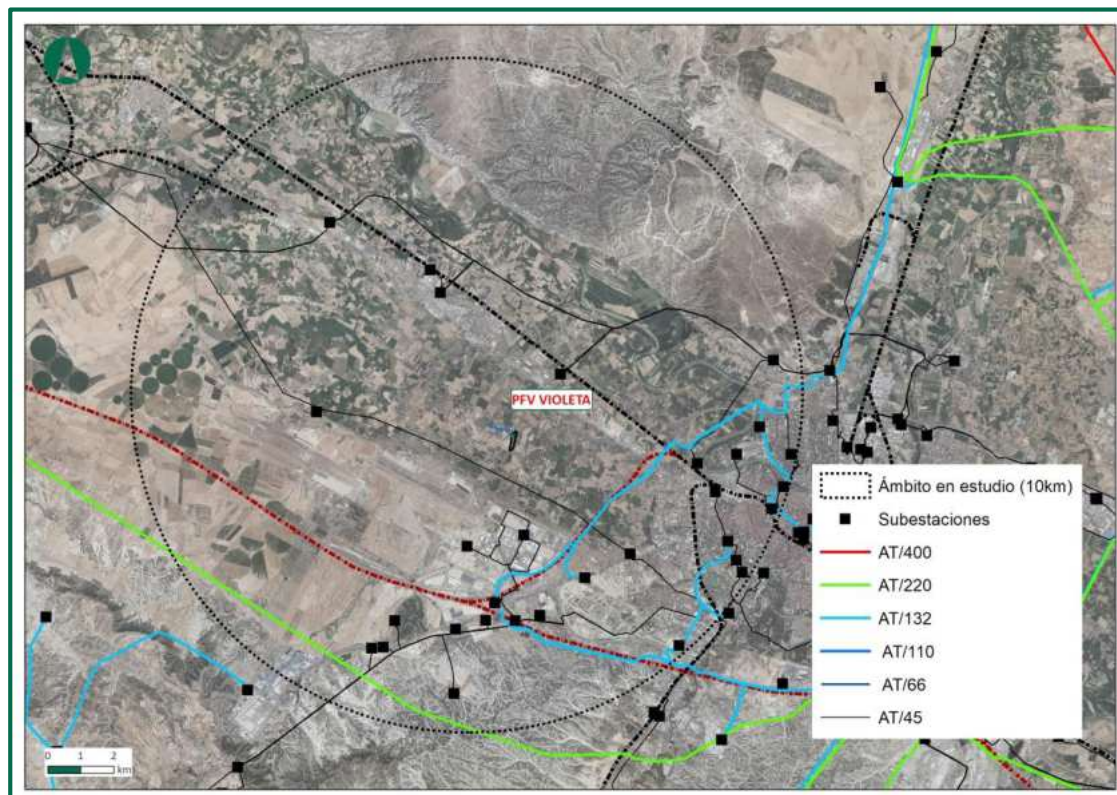 PFV VIOLETA
Ámbito en estudio (10km)
Subestaciones
AT/400
AT/220
AT/132
AT/110
AT/66
AT/45
0 1 2
km